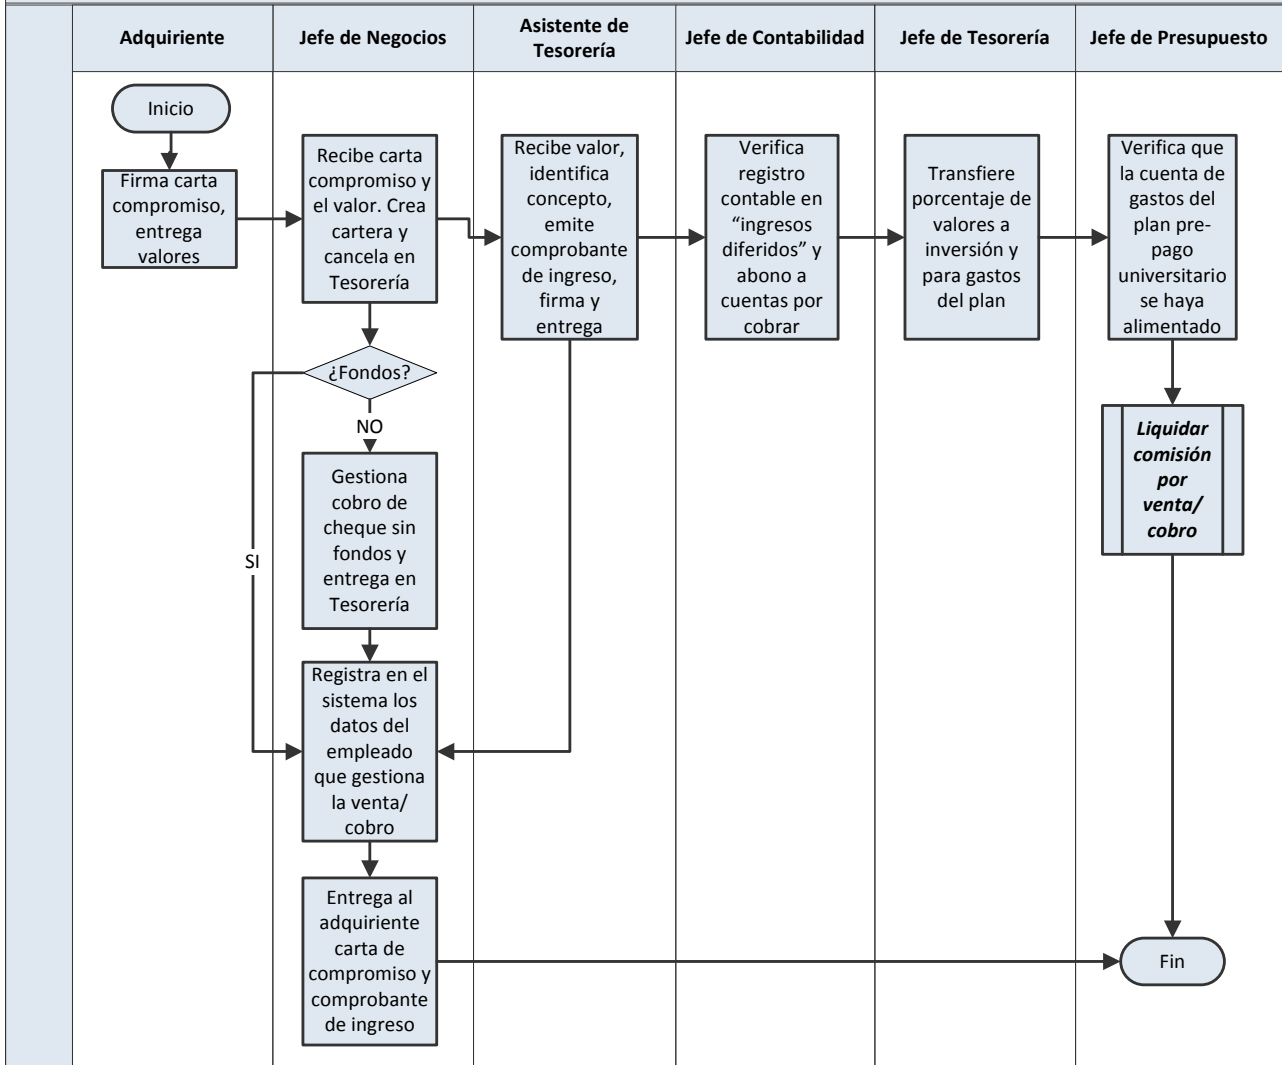 Adquiriente
Jefe de Negocios
Asistente de
Tesorería
Jefe de Contabilidad
Jefe de Tesorería
Jefe de Presupuesto
Inicio
Firma carta
compromiso,
entrega
valores
Recibe carta
compromiso y
el valor. Crea
cartera y
cancela en
Tesorería
Recibe valor,
identifica
concepto,
emite
comprobante
de ingreso,
firma y
entrega
Verifica
registro
contable en
“ingresos
diferidos” y
abono a
cuentas por
cobrar
Transfiere
porcentaje de
valores a
inversión y
para gastos
del plan
Verifica que
la cuenta de
gastos del
plan pre-
pago
universitario
se haya
alimentado
¿Fondos?
NO
SI
Gestiona
cobro de
cheque sin
fondos y
entrega en
Tesorería
Liquidar
comisión
por
venta/
cobro
Registra en el
sistema los
datos del
empleado
que gestiona
la venta/
cobro
Entrega al
adquiriente
carta de
compromiso y
comprobante
de ingreso
Fin